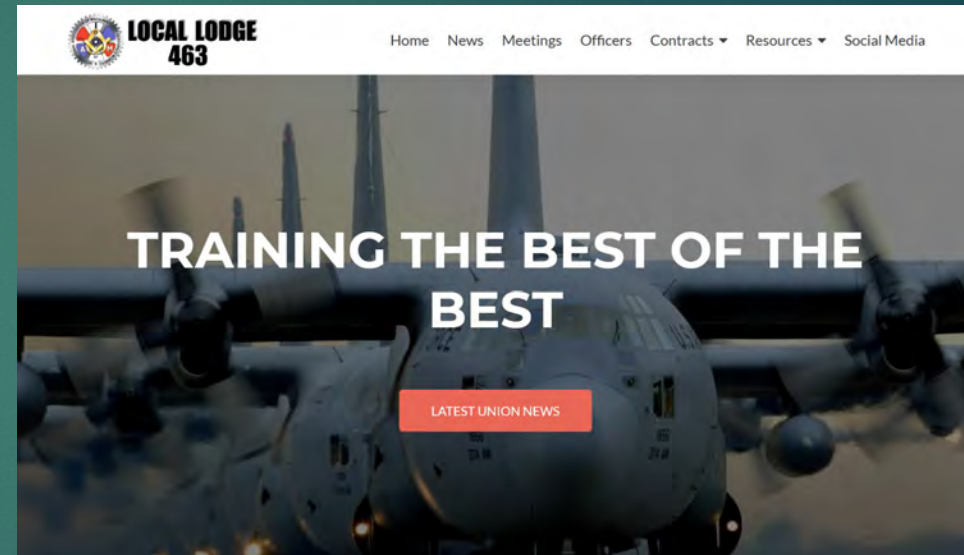 LOCAL LODGE
463
Home News Meetings Officers Contracts Resources Social Media
TRAINING THE BEST OF THE
BEST
LATEST UNION NEWS